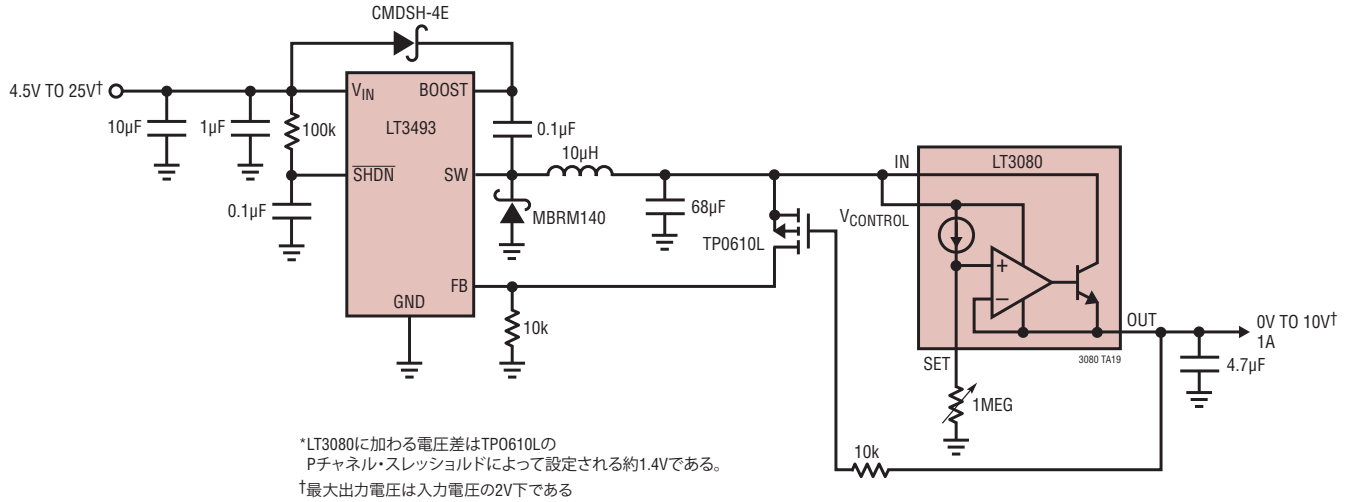 CMDSH-4E
4.5V TO 25V†
VIN
BOOST
LT3493
10µF
1µF
100k
0.1µF
10µH
IN
LT3080
SHDN
SW
0.1µF
MBRM140
68µF
VCONTROL
TP0610L
+
–
FB
GND
10k
OUT
0V TO 10V†
1A
3080 TA19
SET
4.7µF
1MEG
10k
*LT3080に加わる電圧差はTP0610Lの
Pチャネル・スレッショルドによって設定される約1.4Vである。
†最大出力電圧は入力電圧の2V下である